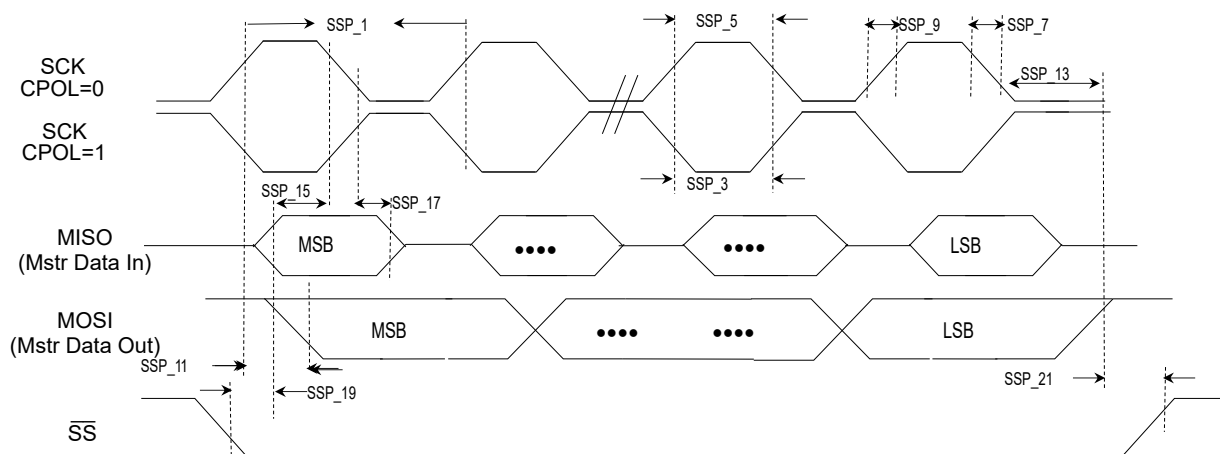 SSP_1
SSP_5
SSP_9
SSP_7
SCK
CPOL=0
SSP_13
SCK
CPOL=1
SSP_15
SSP_3
SSP_17
MISO
(Mstr Data In)
MSB
●●●●
●●●●
LSB
MOSI
(Mstr Data Out)
MSB
●●●●
●●●●
LSB
SSP_11
SSP_19
SSP_21
SS